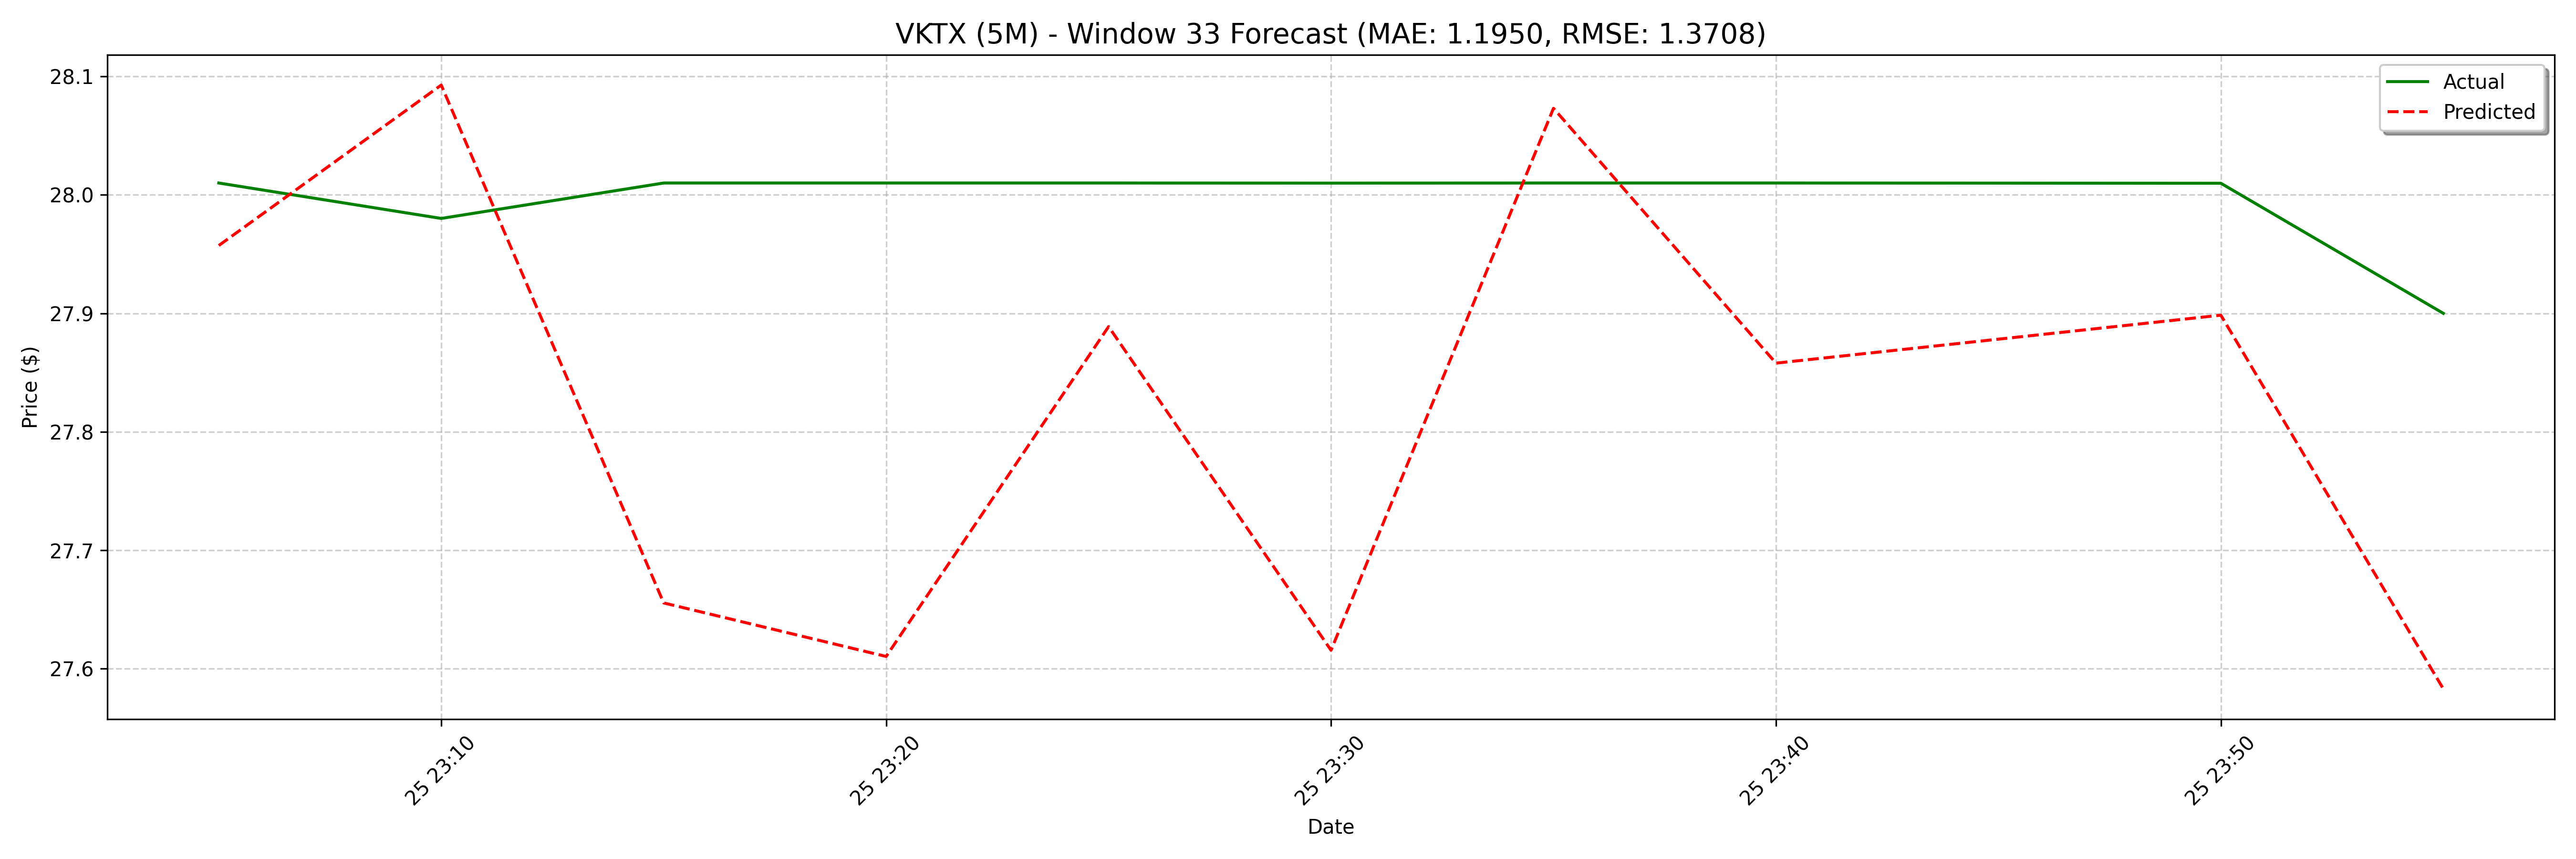 VKTX (5M) - Window 33 Forecast (MAE: 1.1950, RMSE: 1.3708)
Actual
Predicted
Price ($)
28.1
28.0
27.9
27.8
27.7
27.6
25 23:10
25 23:20
25 23:30
25 23:40
25 23:50
Date